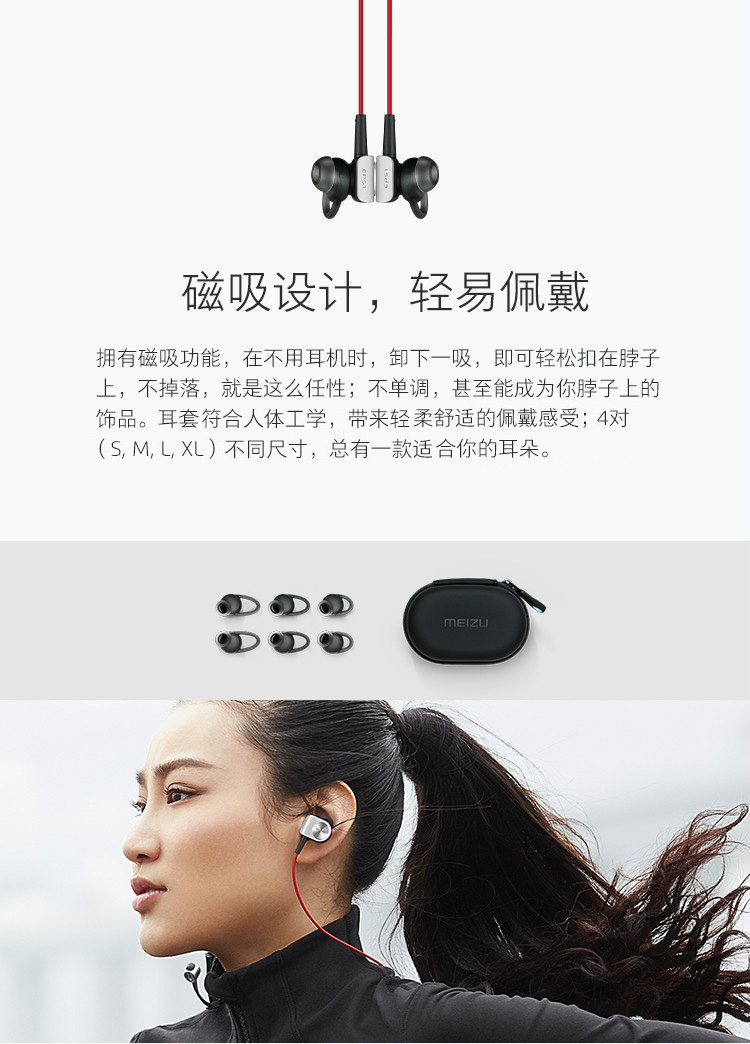 EP51
EP51
磁吸设计，轻易佩戴
拥有磁吸功能，在不用耳机时，卸下一吸，即可轻松扣在脖子
上，不掉落，就是这么任性；不单调，甚至能成为你脖子上的
饰品。耳套符合人体工学，带来轻柔舒适的佩戴感受；4对
（S, M, L, XL）不同尺寸，总有一款适合你的耳朵。
MEIZU